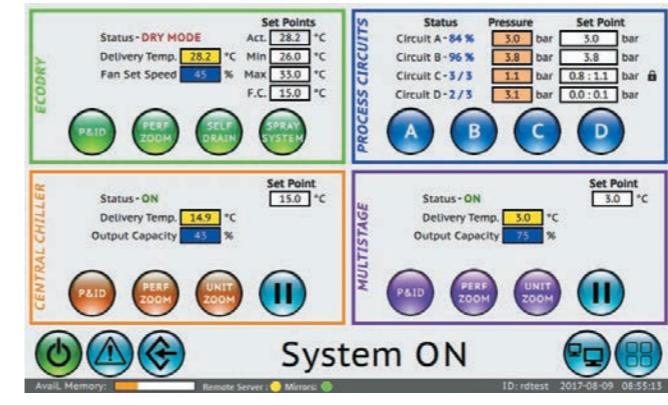 ECODRY
Set Points
Status - DRY MODE Act. 28.2 °C
Delivery Temp. 28.2 °C Min 26.0 °C
Fan Set Speed 45 % Max 33.0 °C
F.C. 15.0 °C
P&ID PERF ZOOM SELF DRAIN SPRAY SYSTEM
PROCESS CIRCUITS
Status Pressure Set Point
Circuit A - 84 % 3.0 bar 3.0 bar
Circuit B - 96 % 3.8 bar 3.8 bar
Circuit C - 3 / 3 1.1 bar 0.8 : 1.1 bar
Circuit D - 2 / 3 3.1 bar 0.0 : 0.1 bar
A B C D
CENTRAL CHILLER
Set Point
Status - ON 15.0 °C
Delivery Temp. 14.9 °C
Output Capacity 43 %
P&ID PERF ZOOM UNIT ZOOM
MULTISTAGE
Set Point
Status - ON 3.0 °C
Delivery Temp. 3.0 °C
Output Capacity 75 %
P&ID PERF ZOOM UNIT ZOOM
System ON
Avail. Memory: Remote Server : Mirrors: ID: rdtest 2017-08-09 08:55:13